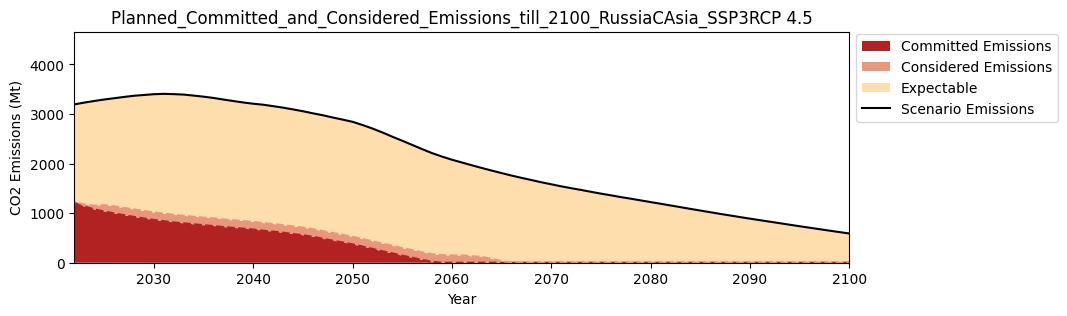 Planned_Committed_and_Considered_Emissions_till_2100_RussiaCAsia_SSP3RCP 4.5
Committed Emissions
Considered Emissions
Expectable
Scenario Emissions
CO2 Emissions (Mt)
4000
3000
2000
1000
0
2030 2040 2050 2060 2070 2080 2090 2100
Year